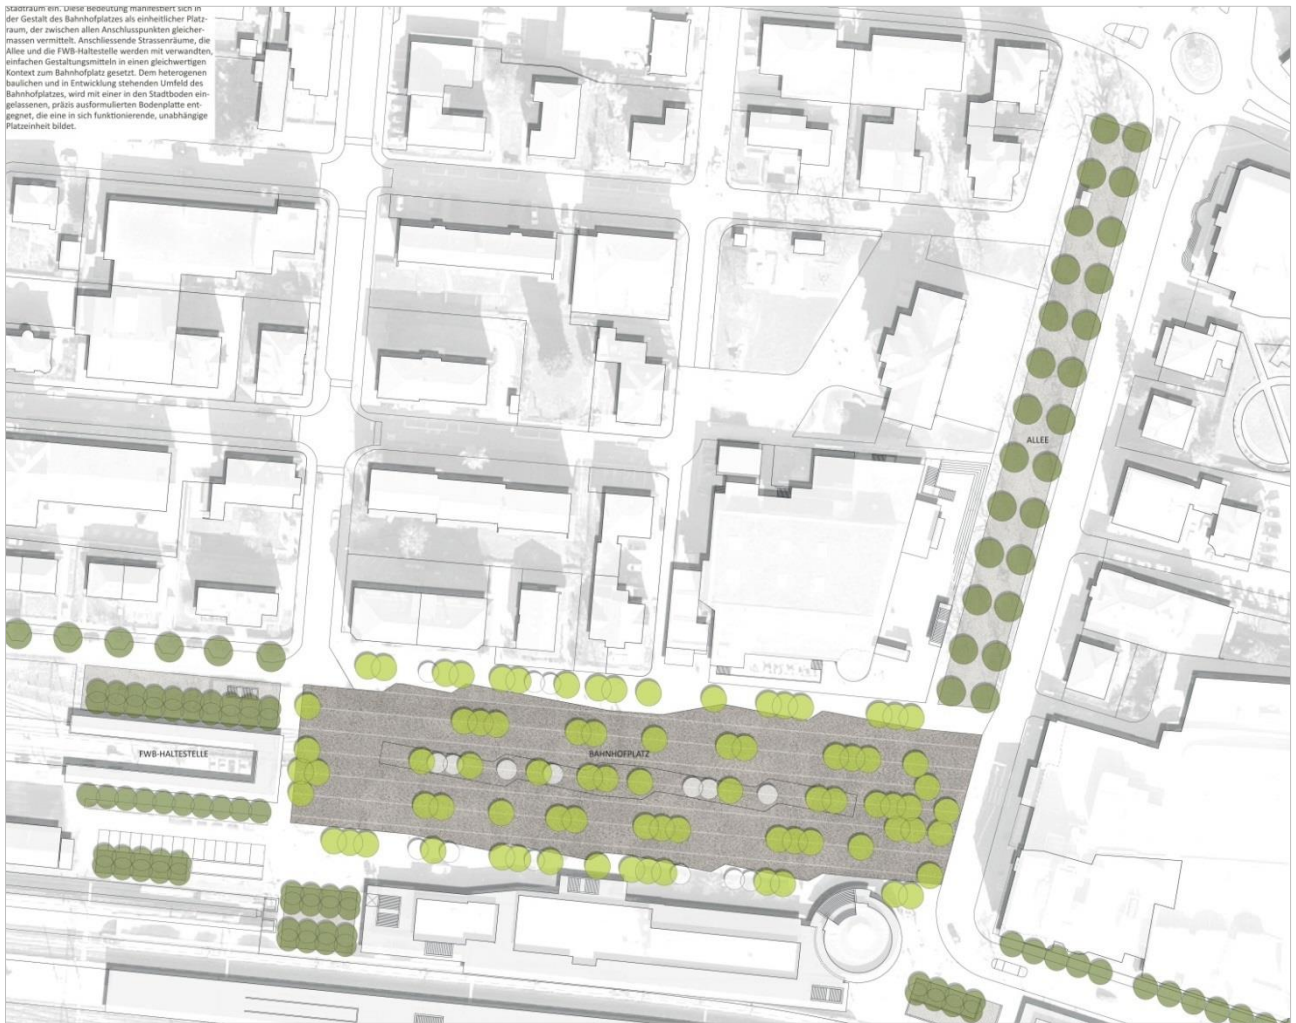 Stadtraum ein. Diese Bedeutung manifestiert sich in
der Gestalt des Bahnhofplatzes als einheitlicher Platz-
raum, der zwischen allen Anschlusspunkten gleicher-
massen vermittelt. Anschliessende Strassenräume, die
Allee und die FWB-Haltestelle werden mit verwandten,
einfachen Gestaltungsmitteln in einen gleichwertigen
Kontext zum Bahnhofplatz gesetzt. Dem heterogenen
baulichen und in Entwicklung stehenden Umfeld des
Bahnhofplatzes, wird mit einer in den Stadtboden ein-
gelassenen, präzis ausformulierten Bodenplatte ent-
gegnet, die eine in sich funktionierende, unabhängige
Platzeinheit bildet.
ALLEE
FWB-HALTESTELLE
BAHNHOFPLATZ